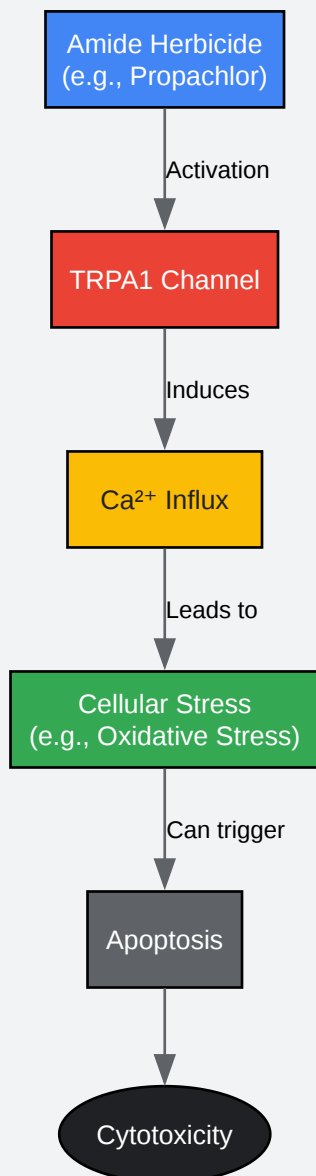 Amide Herbicide
(e.g., Propachlor)
Activation
TRPA1 Channel
Induces
Ca²⁺ Influx
Leads to
Cellular Stress
(e.g., Oxidative Stress)
Can trigger
Apoptosis
Cytotoxicity